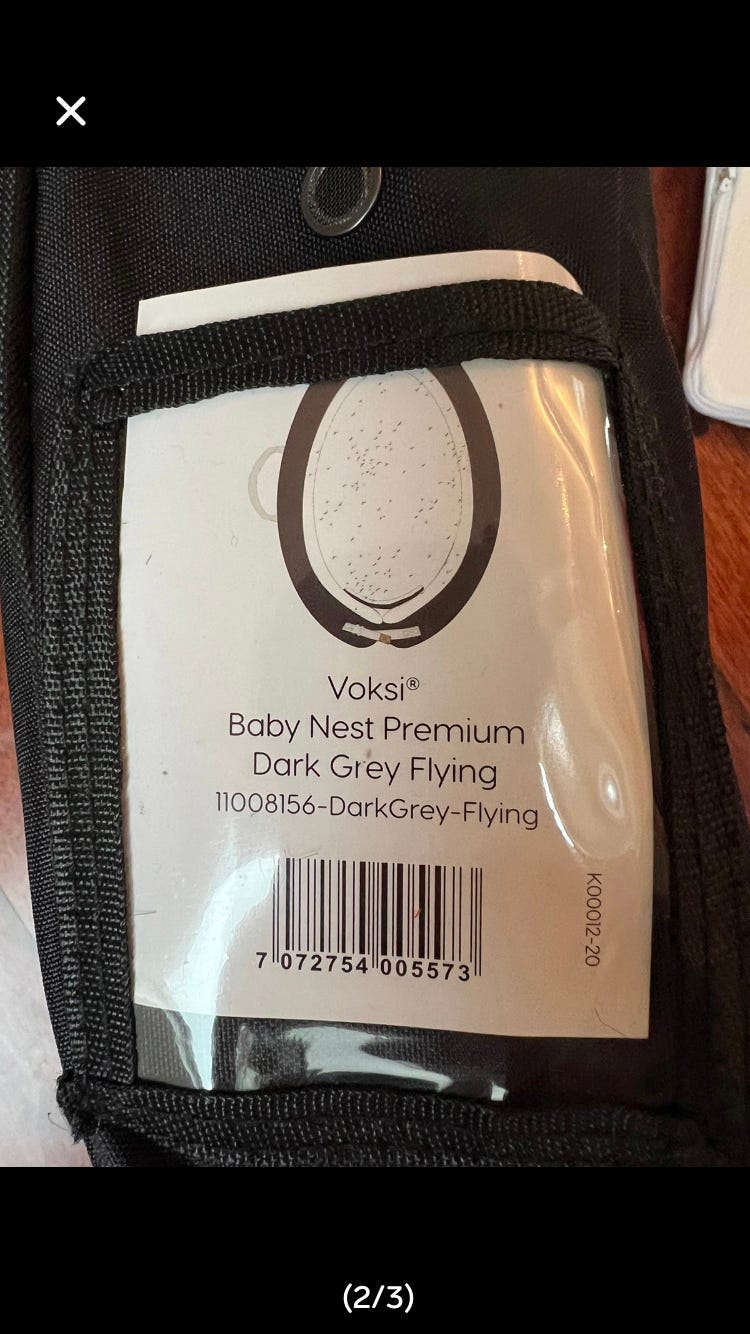 Voksi®
Baby Nest Premium
Dark Grey Flying
11008156-DarkGrey-Flying
7 072754 005573
K00012-20
(2/3)